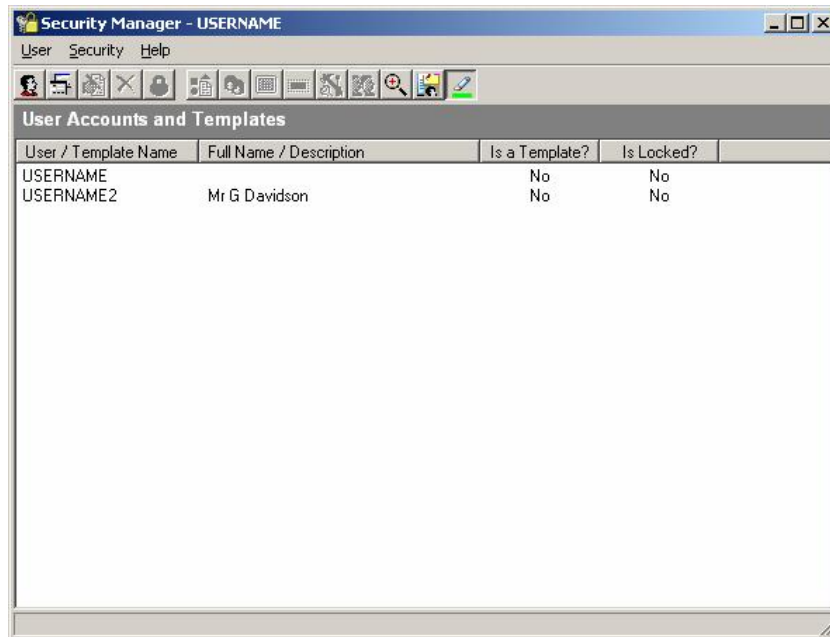 Security Manager - USERNAME
User Security Help
User Accounts and Templates
User / Template Name Full Name / Description Is a Template? Is Locked?
USERNAME No No
USERNAME2 Mr G Davidson No No